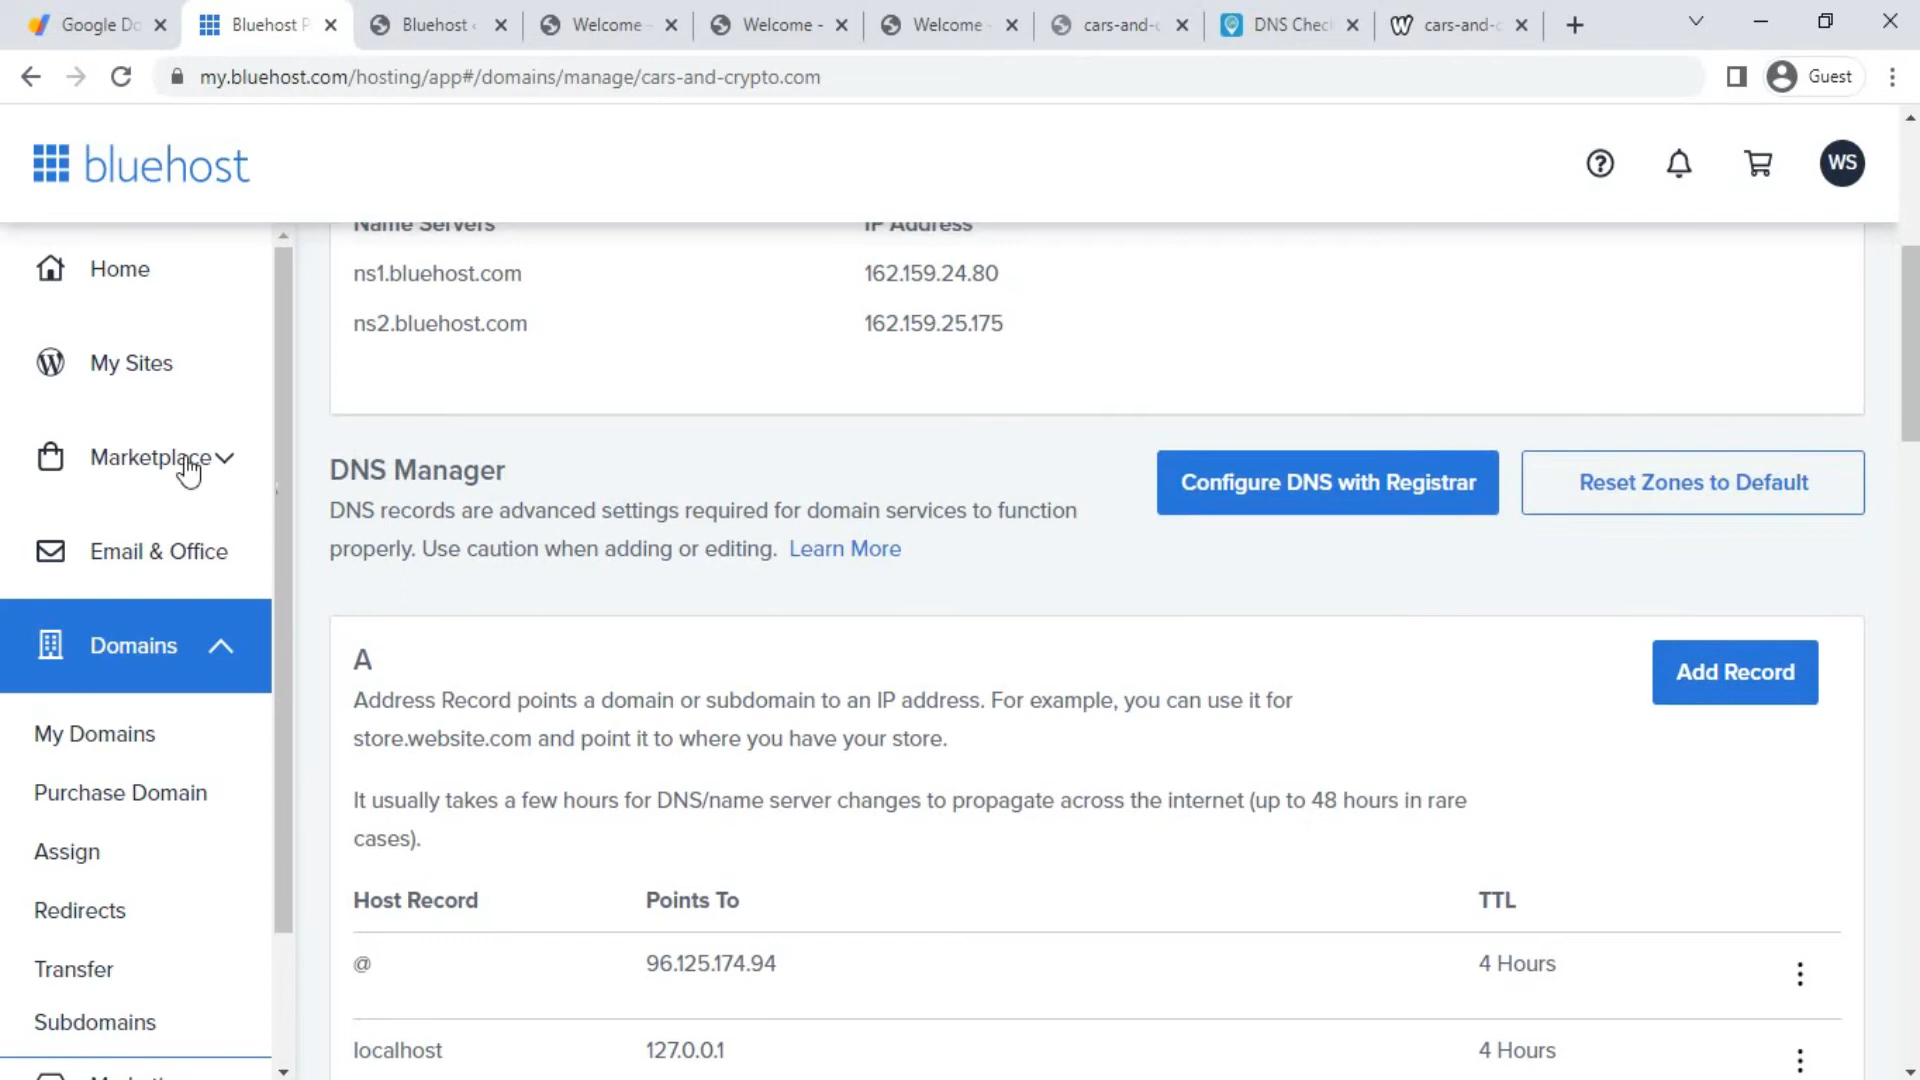 Google Do
Bluehost P
Bluehost
Welcome
Welcome -
Welcome
cars-and-c
DNS Chec
cars-and-c
my.bluehost.com/hosting/app#/domains/manage/cars-and-crypto.com
Guest
bluehost
WS
Name Servers
IP Address
Home
ns1.bluehost.com
162.159.24.80
ns2.bluehost.com
162.159.25.175
My Sites
Marketplace
DNS Manager
Configure DNS with Registrar
Reset Zones to Default
DNS records are advanced settings required for domain services to function
properly. Use caution when adding or editing. Learn More
Email & Office
Domains
A
Add Record
Address Record points a domain or subdomain to an IP address. For example, you can use it for
store.website.com and point it to where you have your store.
My Domains
Purchase Domain
It usually takes a few hours for DNS/name server changes to propagate across the internet (up to 48 hours in rare
cases).
Assign
Redirects
Host Record
Points To
TTL
Transfer
@
96.125.174.94
4 Hours
Subdomains
localhost
127.0.0.1
4 Hours